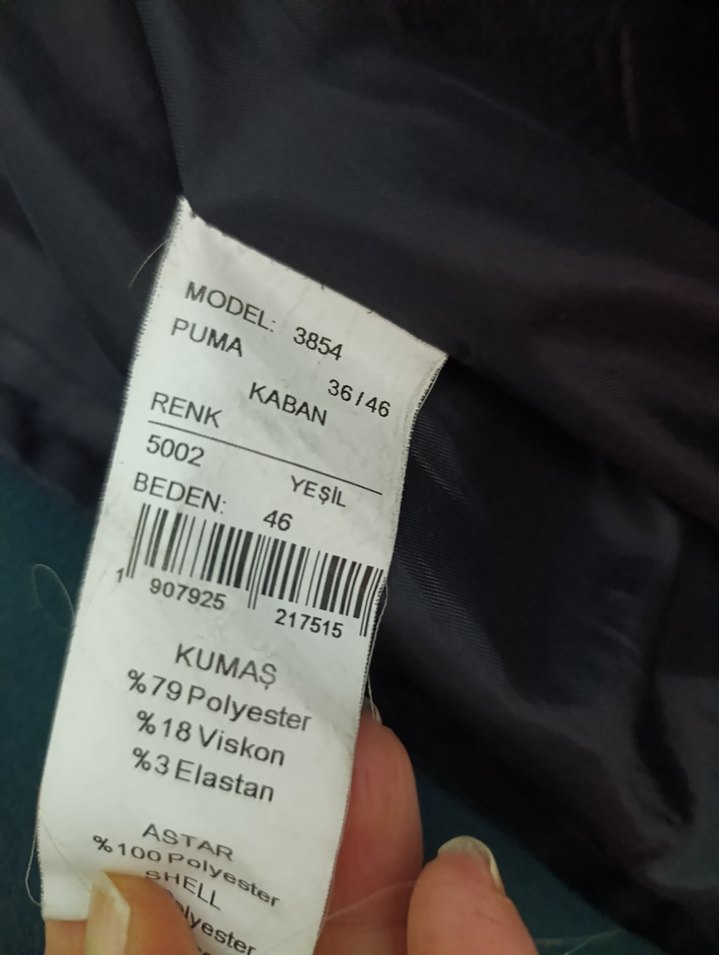 MODEL: 3854
PUMA
36/46
KABAN
RENK
5002 YEŞİL
BEDEN: 46
1 907925 217515
KUMAŞ
%79 Polyester
%18 Viskon
%3 Elastan
ASTAR
%100 Polyester
SHELL